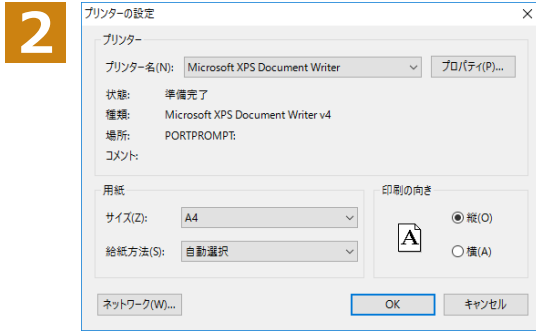 2
プリンターの設定
プリンター
プリンター名(N): Microsoft XPS Document Writer プロパティ(P)...
状態: 準備完了
種類: Microsoft XPS Document Writer v4
場所: PORTPROMPT:
コメント:
用紙
サイズ(Z): A4
給紙方法(S): 自動選択
印刷の向き
A
縦(O)
横(A)
ネットワーク(W)... OK キャンセル